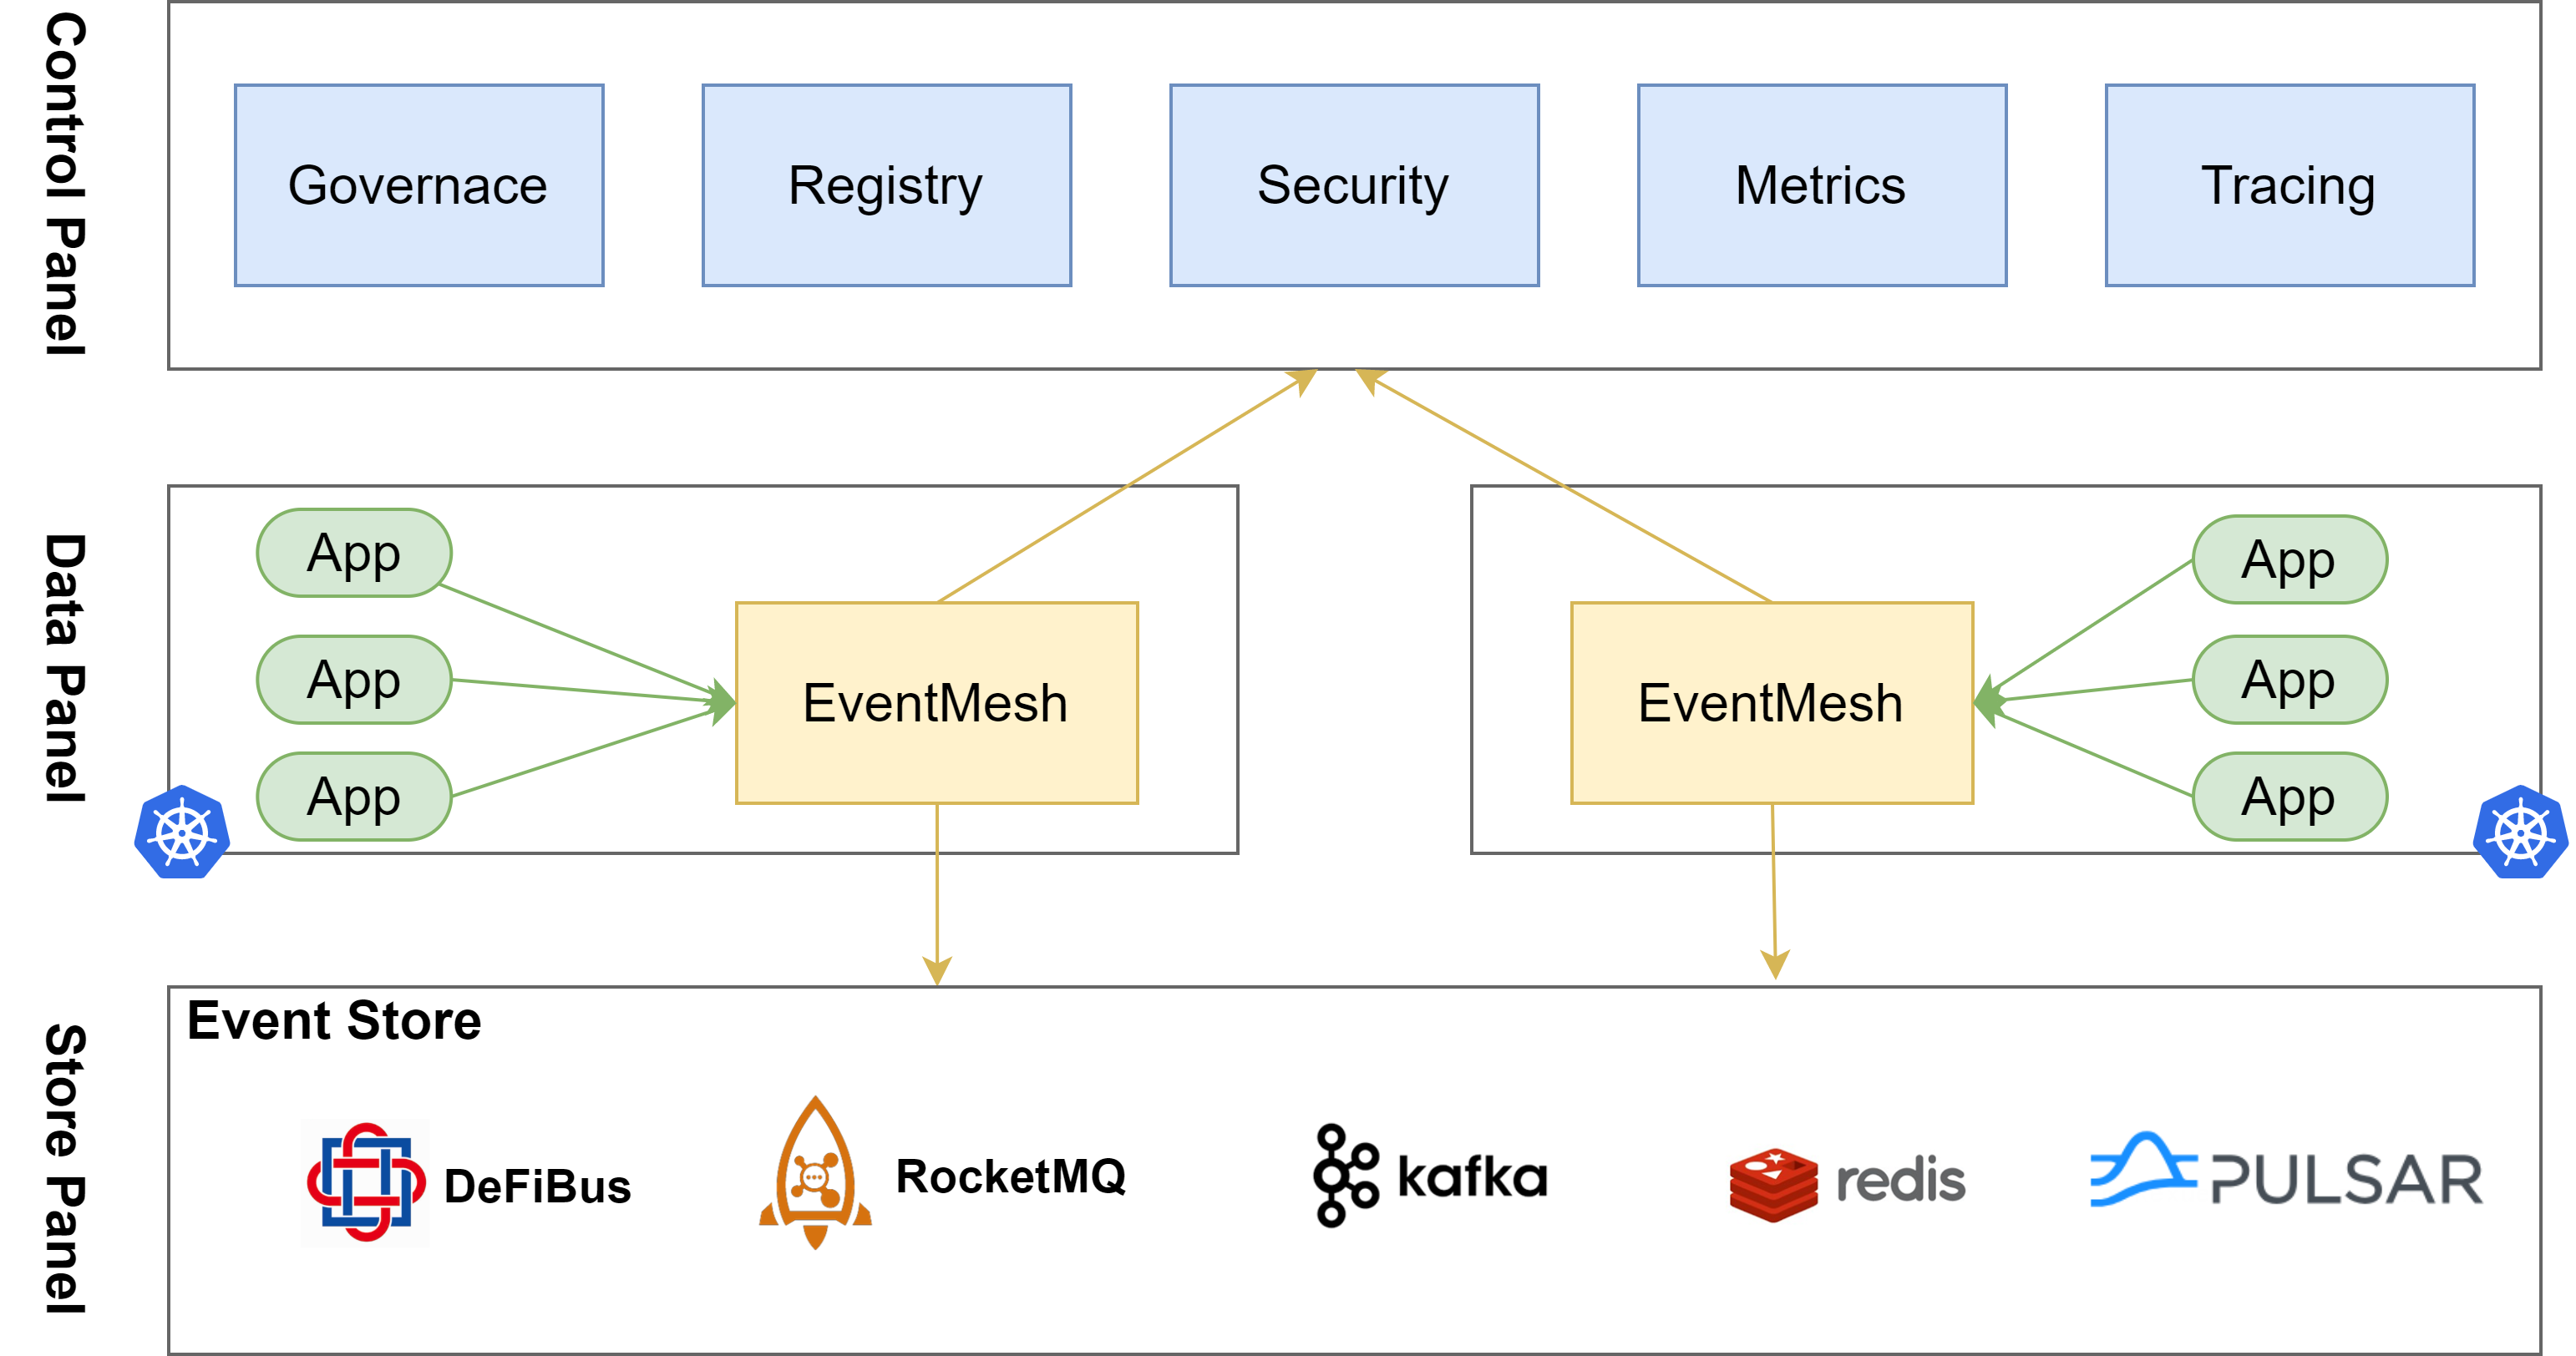 Control Panel
Governace
Registry
Security
Metrics
Tracing
Data Panel
App
App
App
EventMesh
EventMesh
App
App
App
Store Panel
Event Store
DeFiBus
RocketMQ
kafka
redis
PULSAR